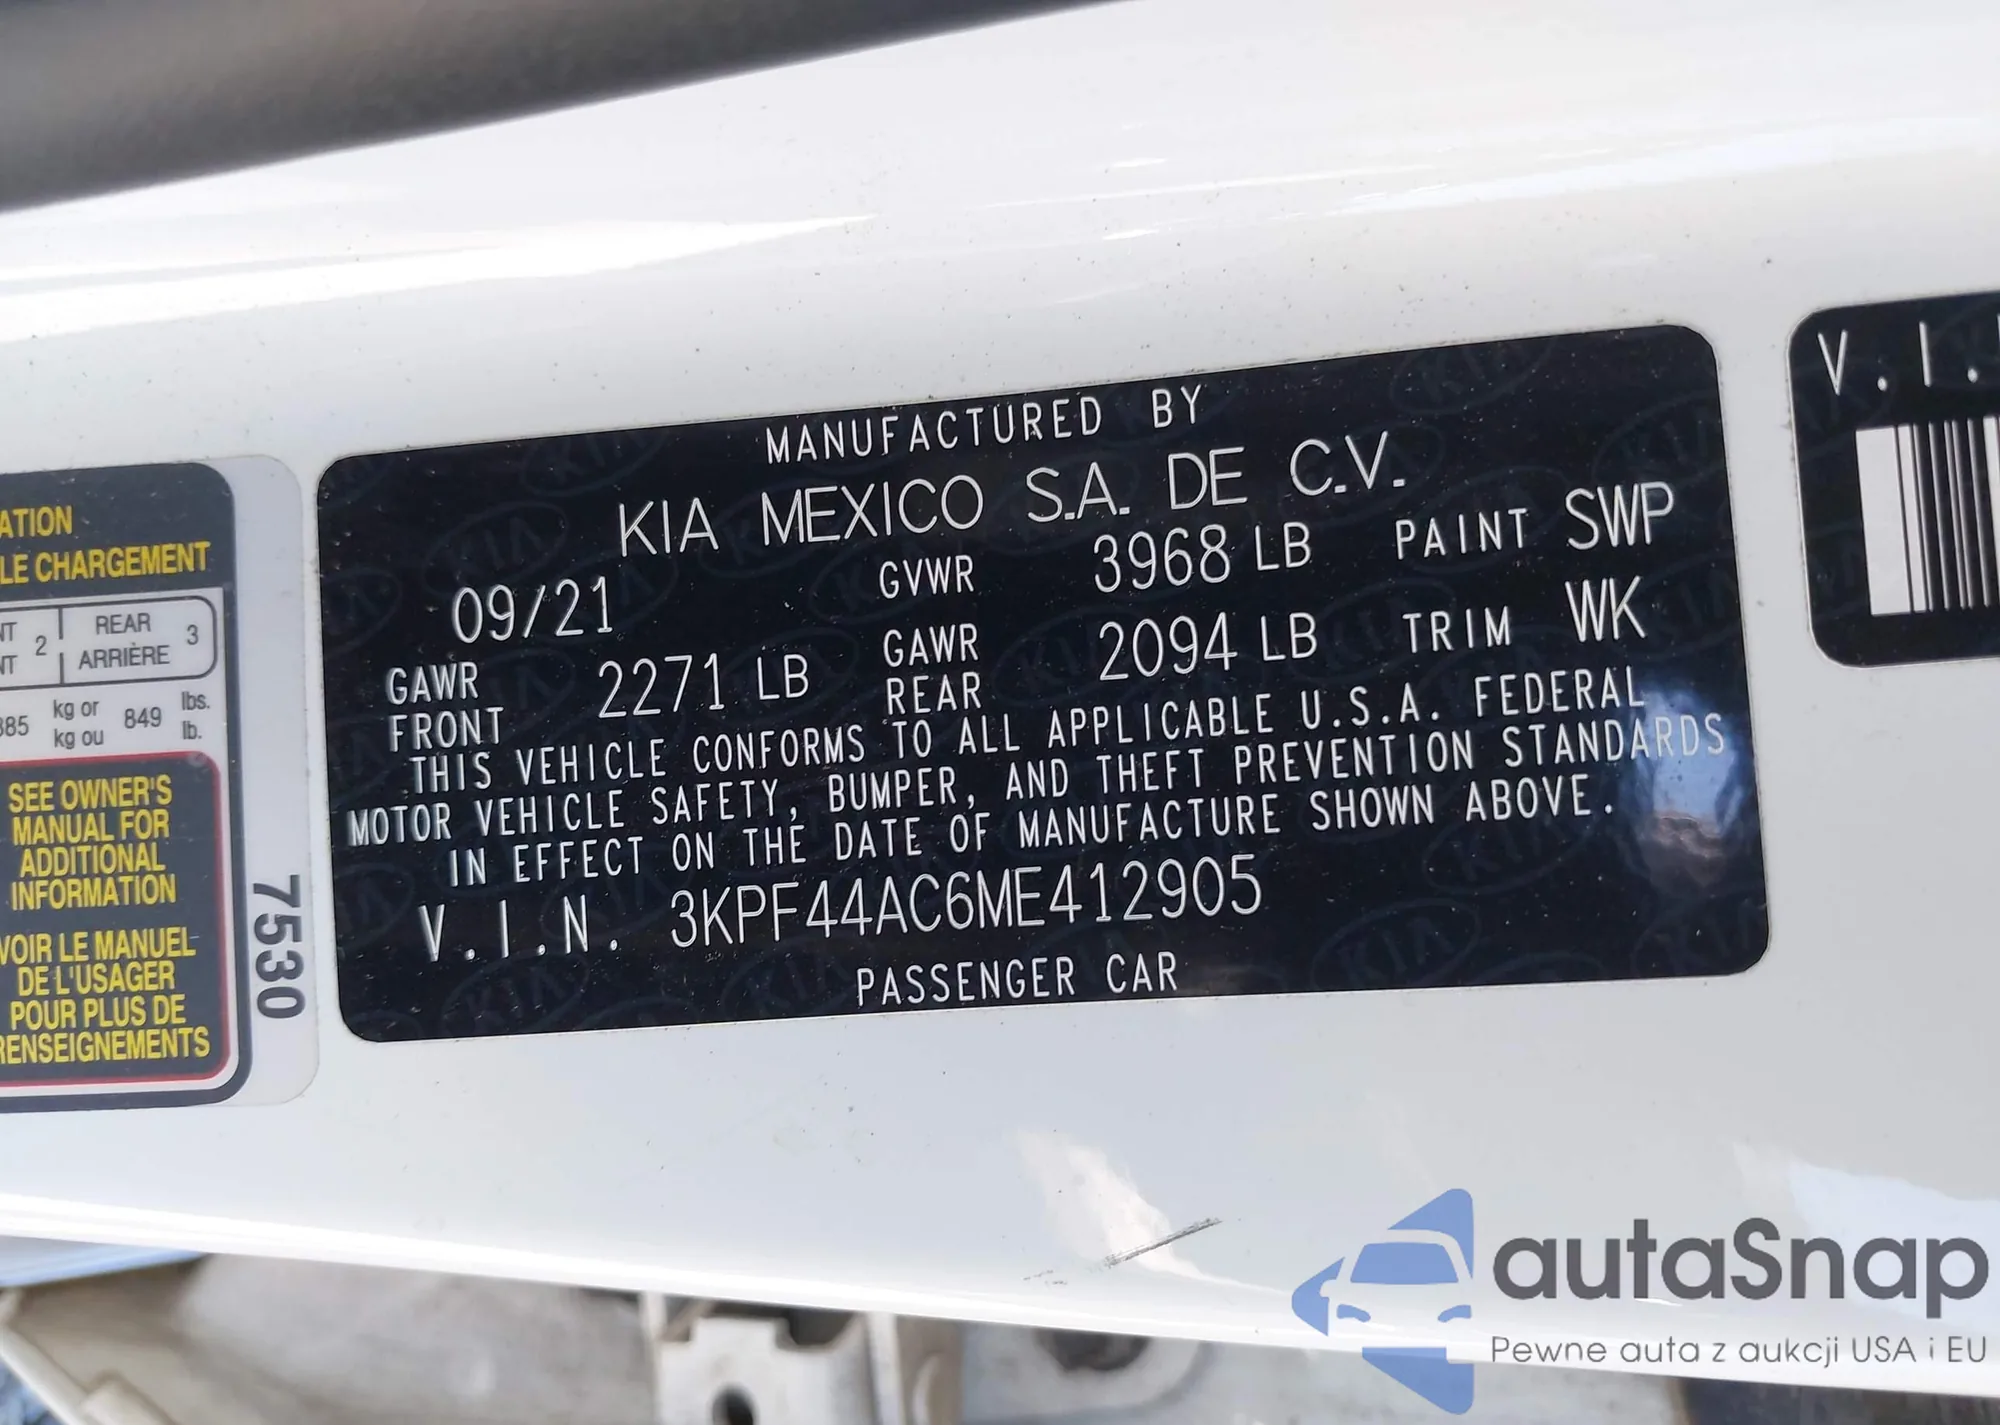 ATION
LE CHARGEMENT
NT 2 REAR 3
NT ARRIÈRE
385 kg or 849 lbs.
kg ou lb.
SEE OWNER'S
MANUAL FOR
ADDITIONAL
INFORMATION
VOIR LE MANUEL
DE L'USAGER
POUR PLUS DE
RENSEIGNEMENTS
7530
MANUFACTURED BY
KIA MEXICO S.A. DE C.V.
09/21 GVWR 3968 LB PAINT SWP
GAWR FRONT 2271 LB GAWR REAR 2094 LB TRIM WK
THIS VEHICLE CONFORMS TO ALL APPLICABLE U.S.A. FEDERAL
MOTOR VEHICLE SAFETY, BUMPER, AND THEFT PREVENTION STANDARDS
IN EFFECT ON THE DATE OF MANUFACTURE SHOWN ABOVE.
V.I.N. 3KPF44AC6ME412905
PASSENGER CAR
V.I.
autaSnap
Pewne auta z aukcji USA i EU